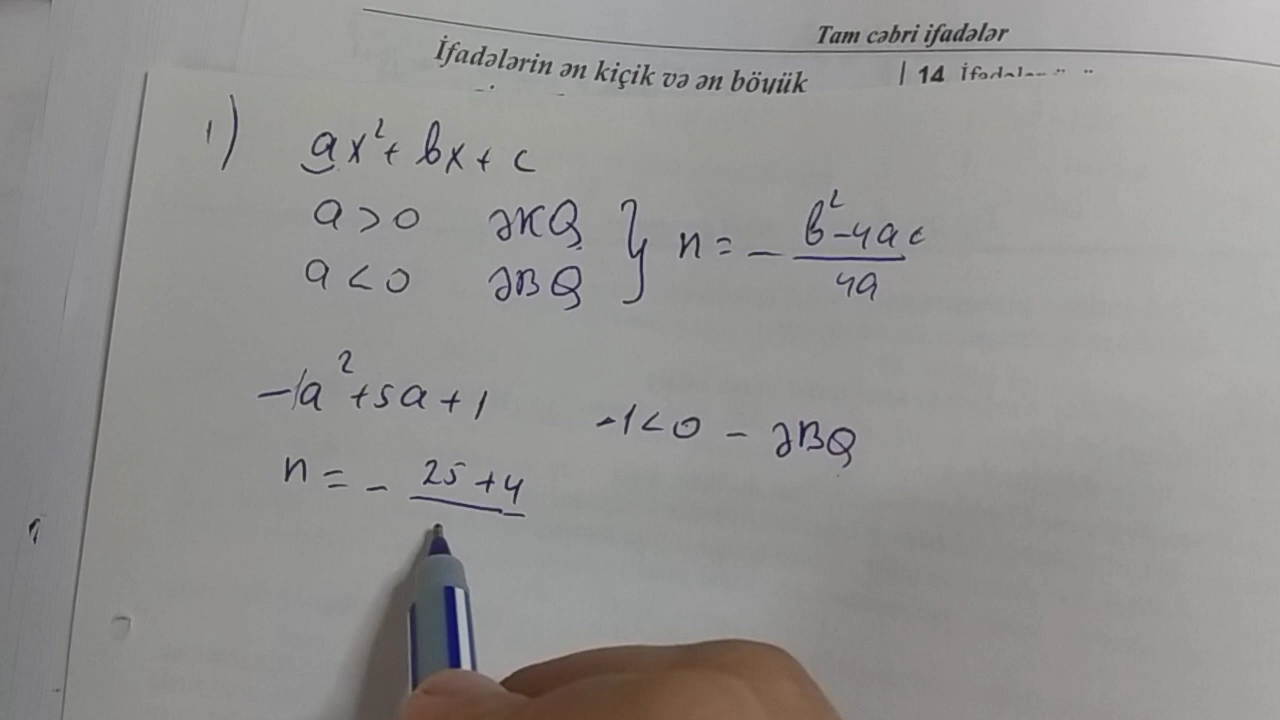 Tam cəbri ifadələr
İfadələrin ən kiçik və ən böyük
14 İfadələr
1) ax²+ bx + c
a > 0 ƏKQ
a < 0 ƏBQ
} n = - b²-4ac / 4a
-1a²+5a+1 -1<0 - ƏBQ
n = - 25+4